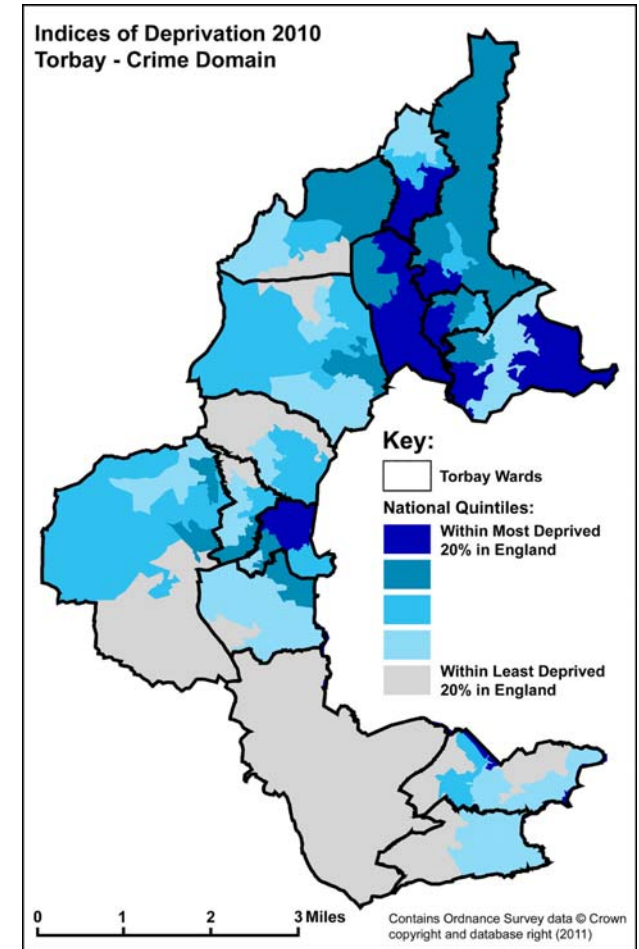 Indices of Deprivation 2010
Torbay - Crime Domain
Key:
Torbay Wards
National Quintiles:
Within Most Deprived
20% in England
Within Least Deprived
20% in England
0 1 2 3 Miles
Contains Ordnance Survey data © Crown
copyright and database right (2011)